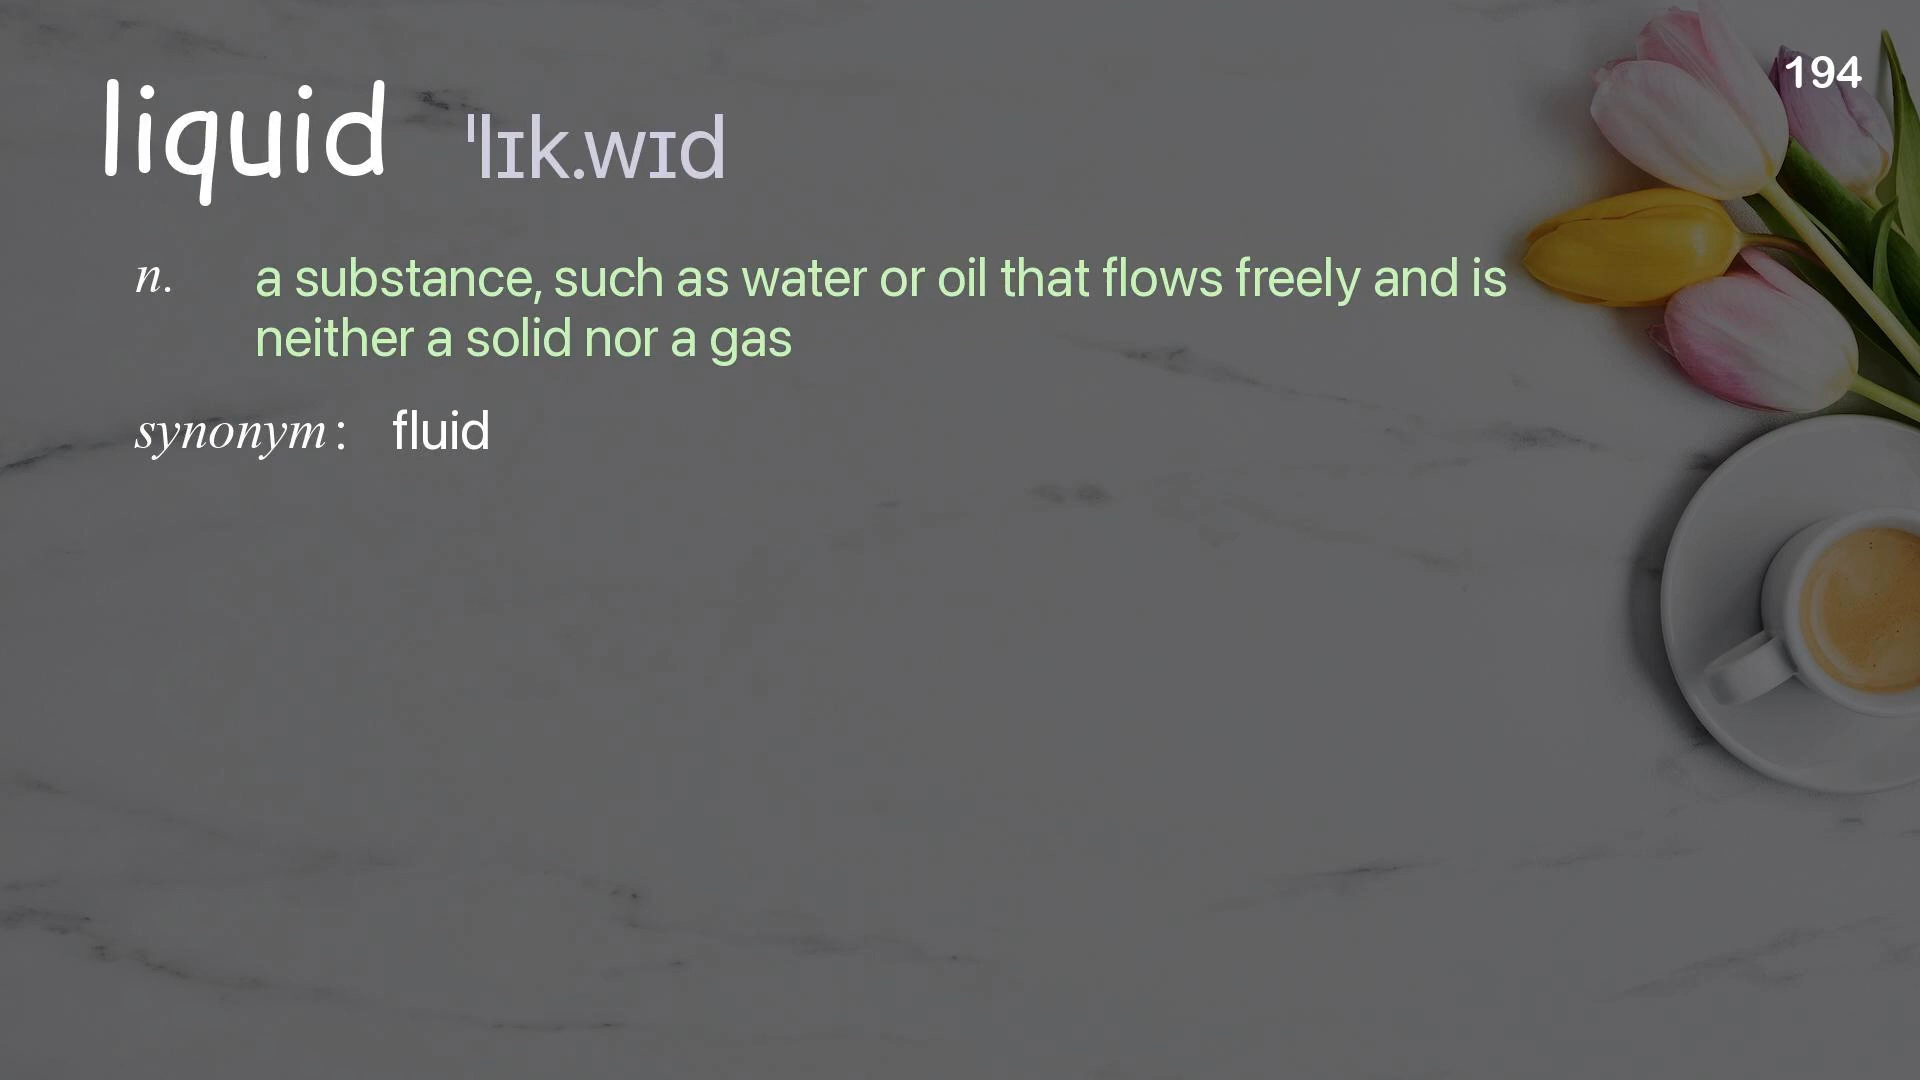 194
liquid ˈlɪk.wɪd
n. a substance, such as water or oil that flows freely and is
neither a solid nor a gas
synonym: fluid